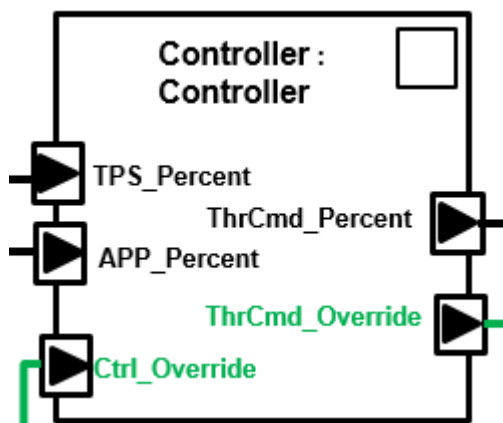 Controller :
Controller
TPS_Percent
ThrCmd_Percent
APP_Percent
ThrCmd_Override
Ctrl_Override